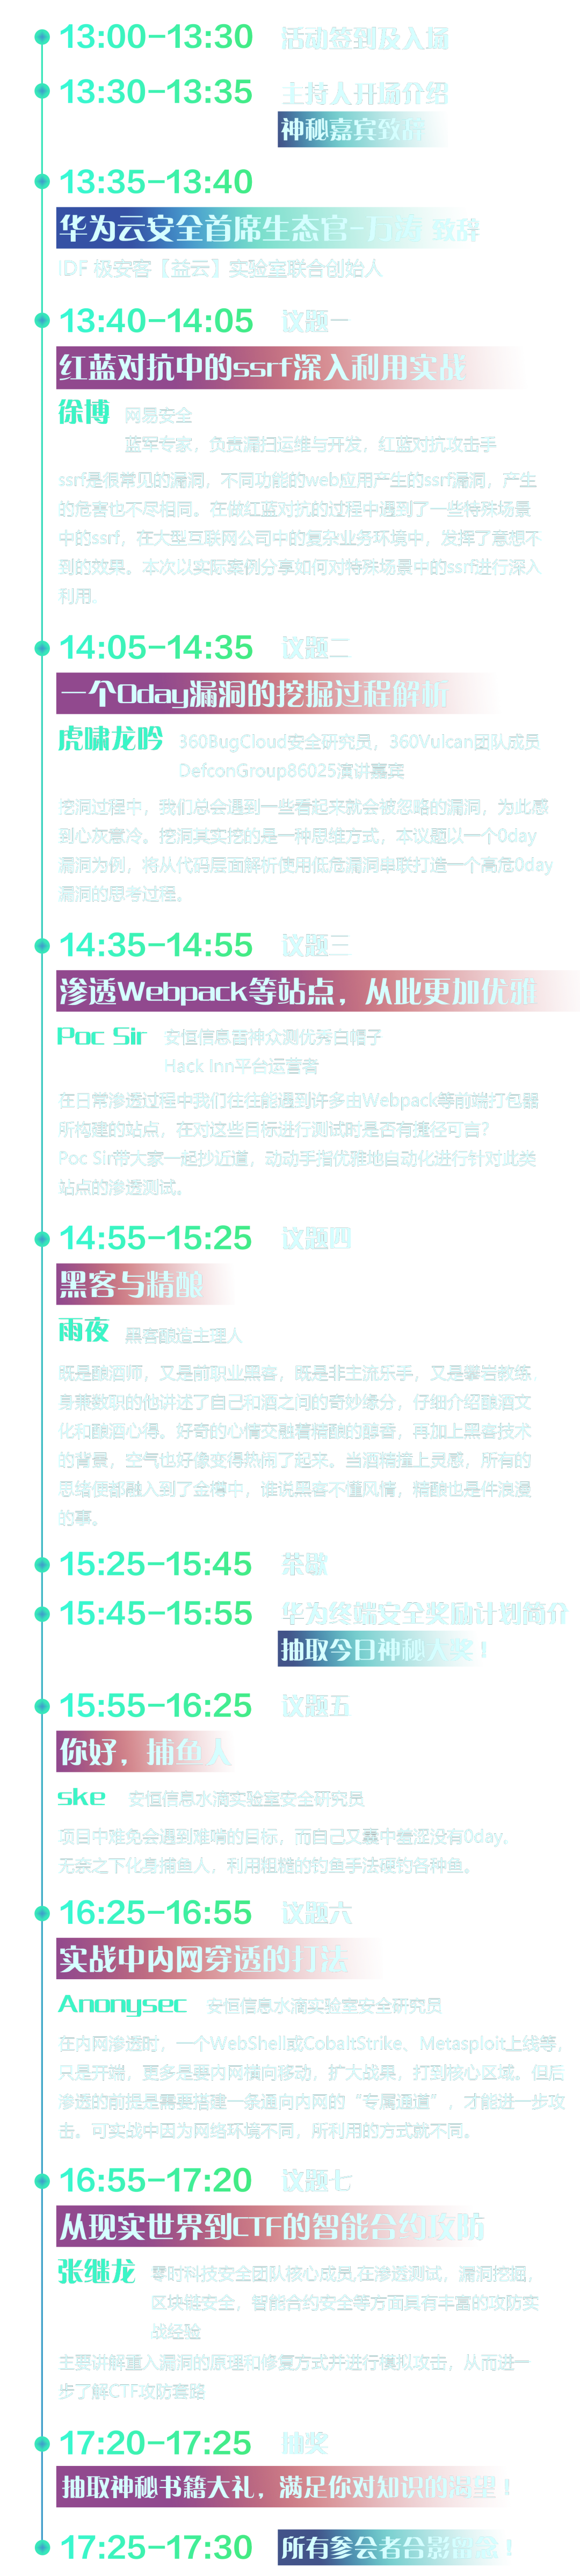 13:00-13:30 活动签到及入场
13:30-13:35 主持人开场介绍
神秘嘉宾致辞
13:35-13:40
华为云安全首席生态官-万涛 致辞
IDF 极安客【益云】实验室联合创始人
13:40-14:05 议题一
红蓝对抗中的ssrf深入利用实战
徐博 网易安全
蓝军专家，负责漏扫运维与开发，红蓝对抗攻击手
ssrf是很常见的漏洞，不同功能的web应用产生的ssrf漏洞，产生
的危害也不尽相同。在做红蓝对抗的过程中遇到了一些特殊场景
中的ssrf，在大型互联网公司中的复杂业务环境中，发挥了意想不
到的效果。本次以实际案例分享如何对特殊场景中的ssrf进行深入
利用。
14:05-14:35 议题二
一个0day漏洞的挖掘过程解析
虎啸龙吟 360BugCloud安全研究员，360Vulcan团队成员
DefconGroup86025演讲嘉宾
挖洞过程中，我们总会遇到一些看起来就会被忽略的漏洞，为此感
到心灰意冷。挖洞其实挖的是一种思维方式，本议题以一个0day
漏洞为例，将从代码层面解析使用低危漏洞串联打造一个高危0day
漏洞的思考过程。
14:35-14:55 议题三
渗透Webpack等站点，从此更加优雅
Poc Sir 安恒信息雷神众测优秀白帽子
Hack Inn平台运营者
在日常渗透过程中我们往往能遇到许多由Webpack等前端打包器
所构建的站点，在对这些目标进行测试时是否有捷径可言？
Poc Sir带大家一起抄近道，动动手指优雅地自动化进行针对此类
站点的渗透测试。
14:55-15:25 议题四
黑客与精酿
雨夜 黑客酿造主理人
既是酿酒师，又是前职业黑客，既是非主流乐手，又是攀岩教练.
身兼数职的他讲述了自己和酒之间的奇妙缘分，仔细介绍酿酒文
化和酿酒心得。好奇的心情交融着精酿的醇香，再加上黑客技术
的背景，空气也好像变得热闹了起来。当酒精撞上灵感，所有的
思绪便都融入到了金樽中，谁说黑客不懂风情，精酿也是件浪漫
的事。
15:25-15:45 茶歇
15:45-15:55 华为终端安全奖励计划简介
抽取今日神秘大奖！
15:55-16:25 议题五
你好，捕鱼人
ske 安恒信息水滴实验室安全研究员
项目中难免会遇到难啃的目标，而自己又囊中羞涩没有0day。
无奈之下化身捕鱼人，利用粗糙的钓鱼手法硬钓各种鱼。
16:25-16:55 议题六
实战中内网穿透的打法
Anonysec 安恒信息水滴实验室安全研究员
在内网渗透时，一个WebShell或CobaltStrike、Metasploit上线等，
只是开端，更多是要内网横向移动，扩大战果，打到核心区域。但后
渗透的前提是需要搭建一条通向内网的“专属通道”，才能进一步攻
击。可实战中因为网络环境不同，所利用的方式就不同。
16:55-17:20 议题七
从现实世界到CTF的智能合约攻防
张继龙 零时科技安全团队核心成员,在渗透测试，漏洞挖掘，
区块链安全，智能合约安全等方面具有丰富的攻防实
战经验
主要讲解重入漏洞的原理和修复方式并进行模拟攻击，从而进一
步了解CTF攻防套路
17:20-17:25 抽奖
抽取神秘书籍大礼，满足你对知识的渴望！
17:25-17:30 所有参会者合影留念！